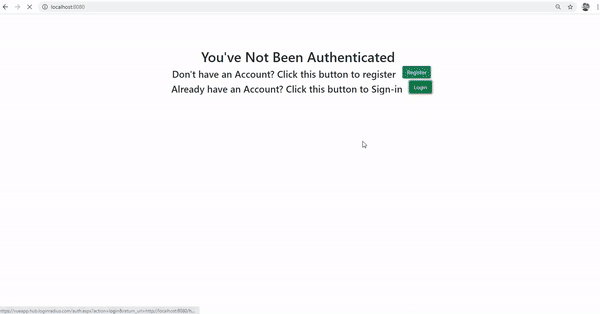 localhost:8080
You've Not Been Authenticated
Don't have an Account? Click this button to register Register
Already have an Account? Click this button to Sign-in Login
https://vueapp.hub.loginradius.com/auth.aspx?action=login&return_url=http://localhost:8080/h...